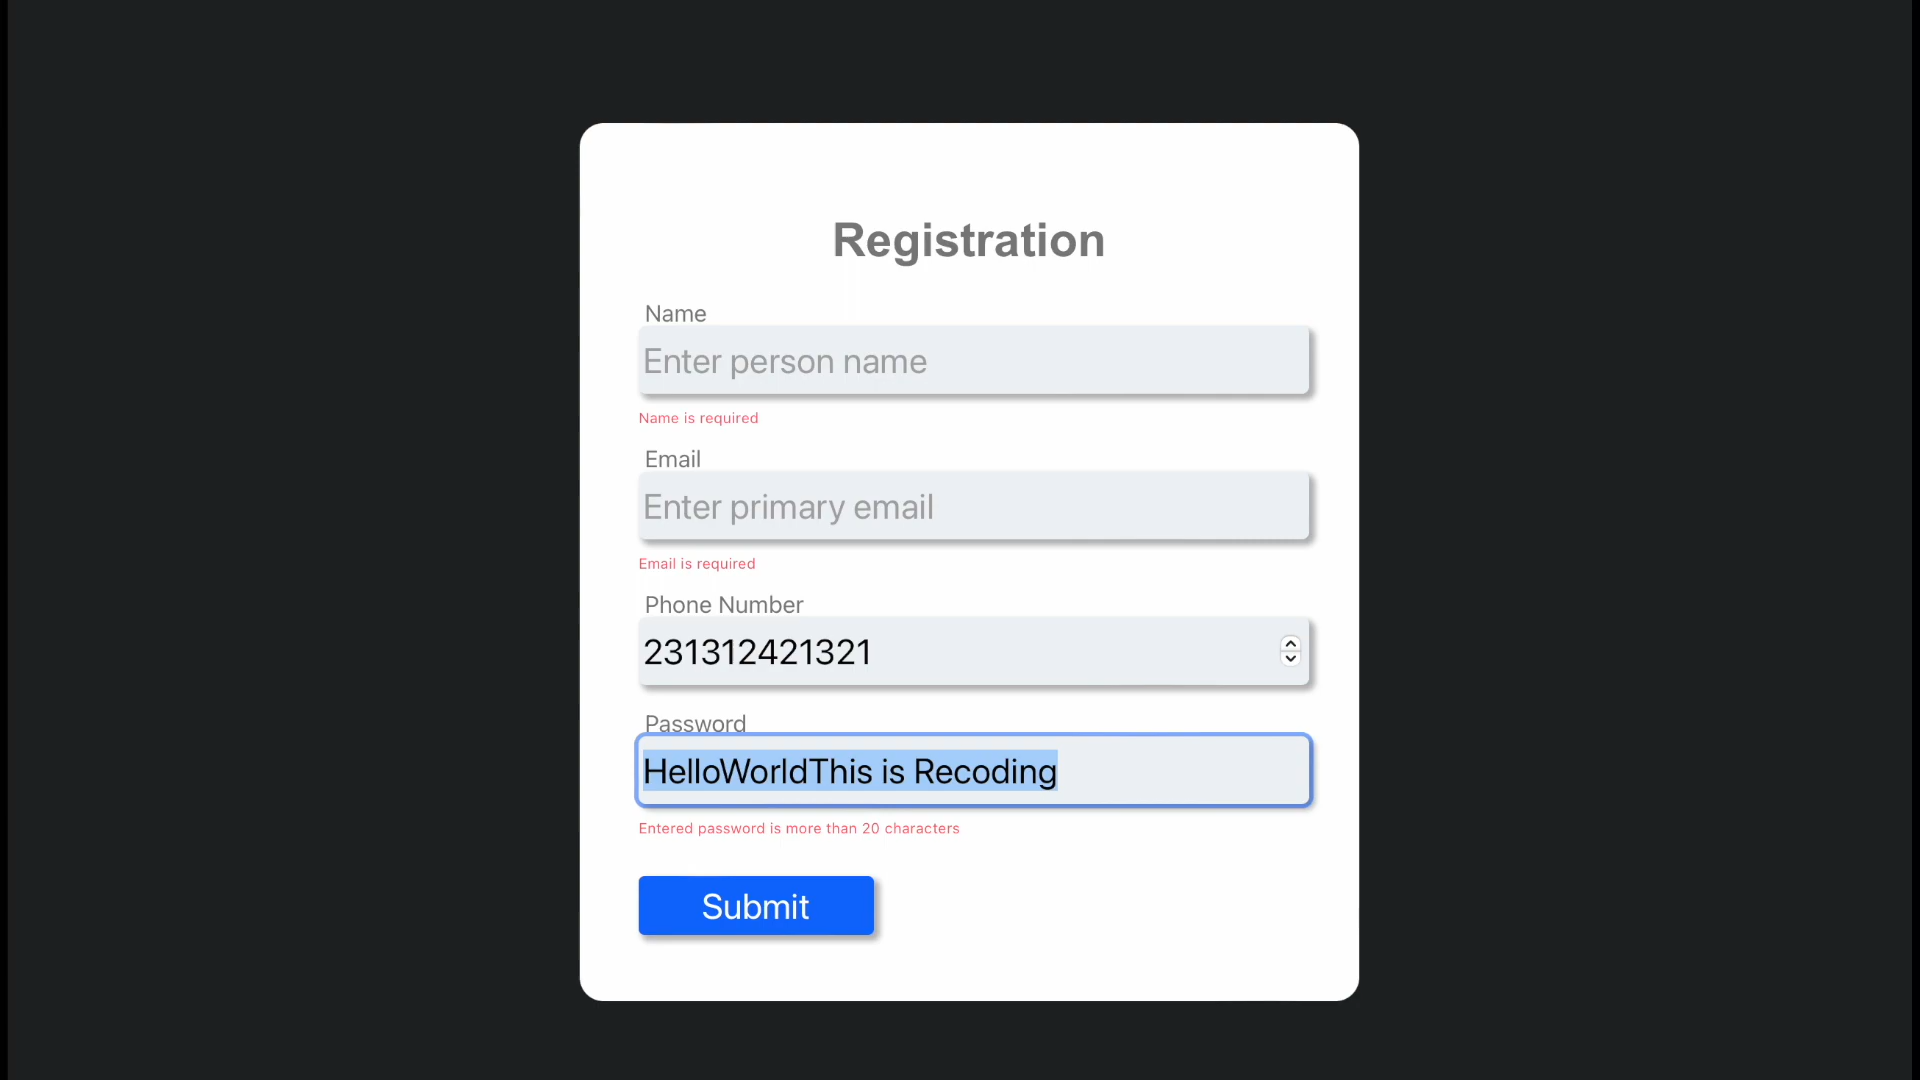 Registration
Name
Enter person name
Name is required
Email
Enter primary email
Email is required
Phone Number
231312421321
Password
HelloWorldThis is Recoding
Entered password is more than 20 characters
Submit